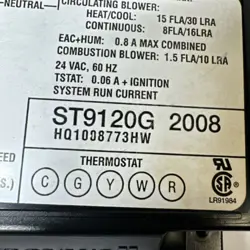 NEUTRAL
CIRCULATING BLOWER:
HEAT/COOL: 15 FLA/30 LRA
CONTINUOUS: 8FLA/16LRA
EAC+HUM: 0.8 A MAX COMBINED
COMBUSTION BLOWER: 1.5 FLA/10 LRA
24 VAC, 60 HZ
TSTAT: 0.06 A + IGNITION
SYSTEM RUN CURRENT
ST9120G 2008
HQ1008773HW
EED
THERMOSTAT
s.)
C G Y W R
LR91984